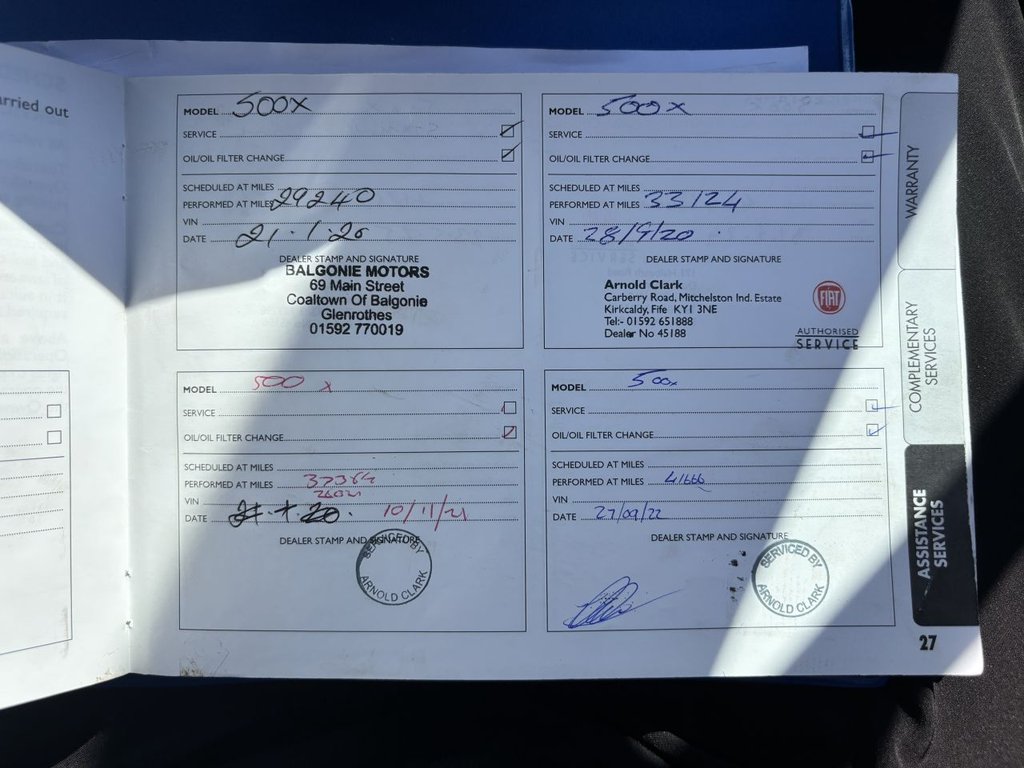 arried out
MODEL 500X
SERVICE
OIL/OIL FILTER CHANGE
SCHEDULED AT MILES
PERFORMED AT MILES 29240
VIN
DATE 21.1.20
DEALER STAMP AND SIGNATURE
BALGONIE MOTORS
69 Main Street
Coaltown Of Balgonie
Glenrothes
01592 770019
MODEL 500X
SERVICE
OIL/OIL FILTER CHANGE
SCHEDULED AT MILES
PERFORMED AT MILES 33124
VIN
DATE 28/9/20
DEALER STAMP AND SIGNATURE
Arnold Clark
Carberry Road, Mitchelston Ind. Estate
Kirkcaldy, Fife KY1 3NE
Tel:- 01592 651888
Dealer No 45188
FIAT
AUTHORISED
SERVICE
MODEL 500 X
SERVICE
OIL/OIL FILTER CHANGE
SCHEDULED AT MILES
PERFORMED AT MILES
VIN
DATE 10/11/21
DEALER STAMP AND SIGNATURE
SERVICED BY
ARNOLD CLARK
MODEL 500x
SERVICE
OIL/OIL FILTER CHANGE
SCHEDULED AT MILES
PERFORMED AT MILES 41666
VIN
DATE 27/09/22
DEALER STAMP AND SIGNATURE
SERVICED BY
ARNOLD CLARK
WARRANTY
COMPLEMENTARY
SERVICES
ASSISTANCE
SERVICES
27